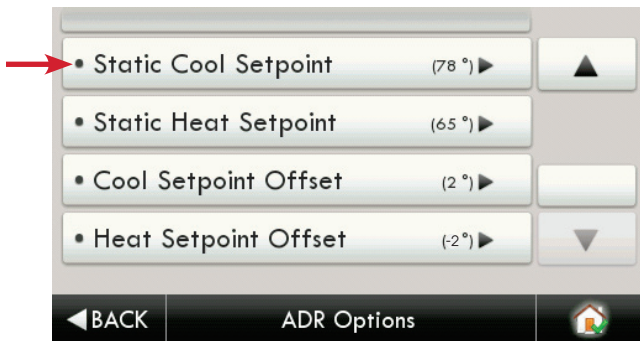 • Static Cool Setpoint (78 °)▶
• Static Heat Setpoint (65 °)▶
• Cool Setpoint Offset (2 °)▶
• Heat Setpoint Offset (-2°)▶
◀BACK ADR Options